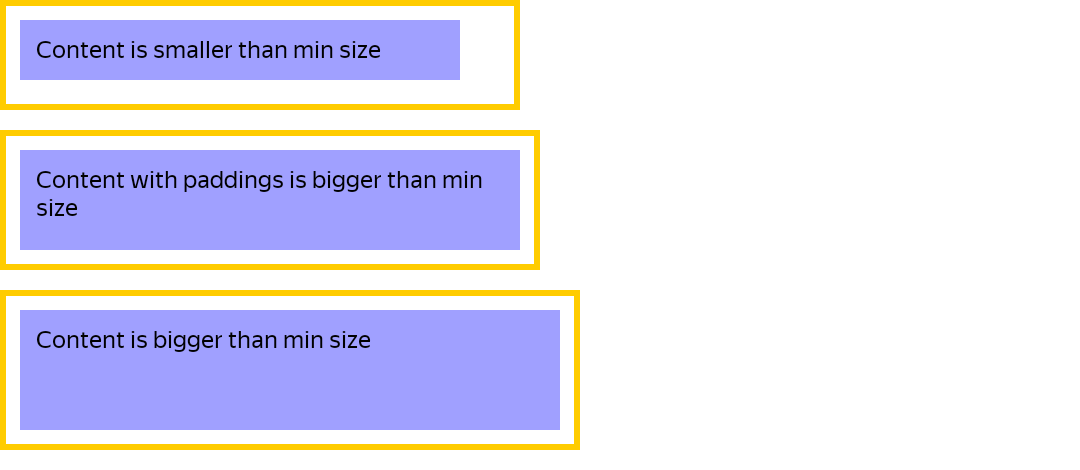 Content is smaller than min size
Content with paddings is bigger than min
size
Content is bigger than min size